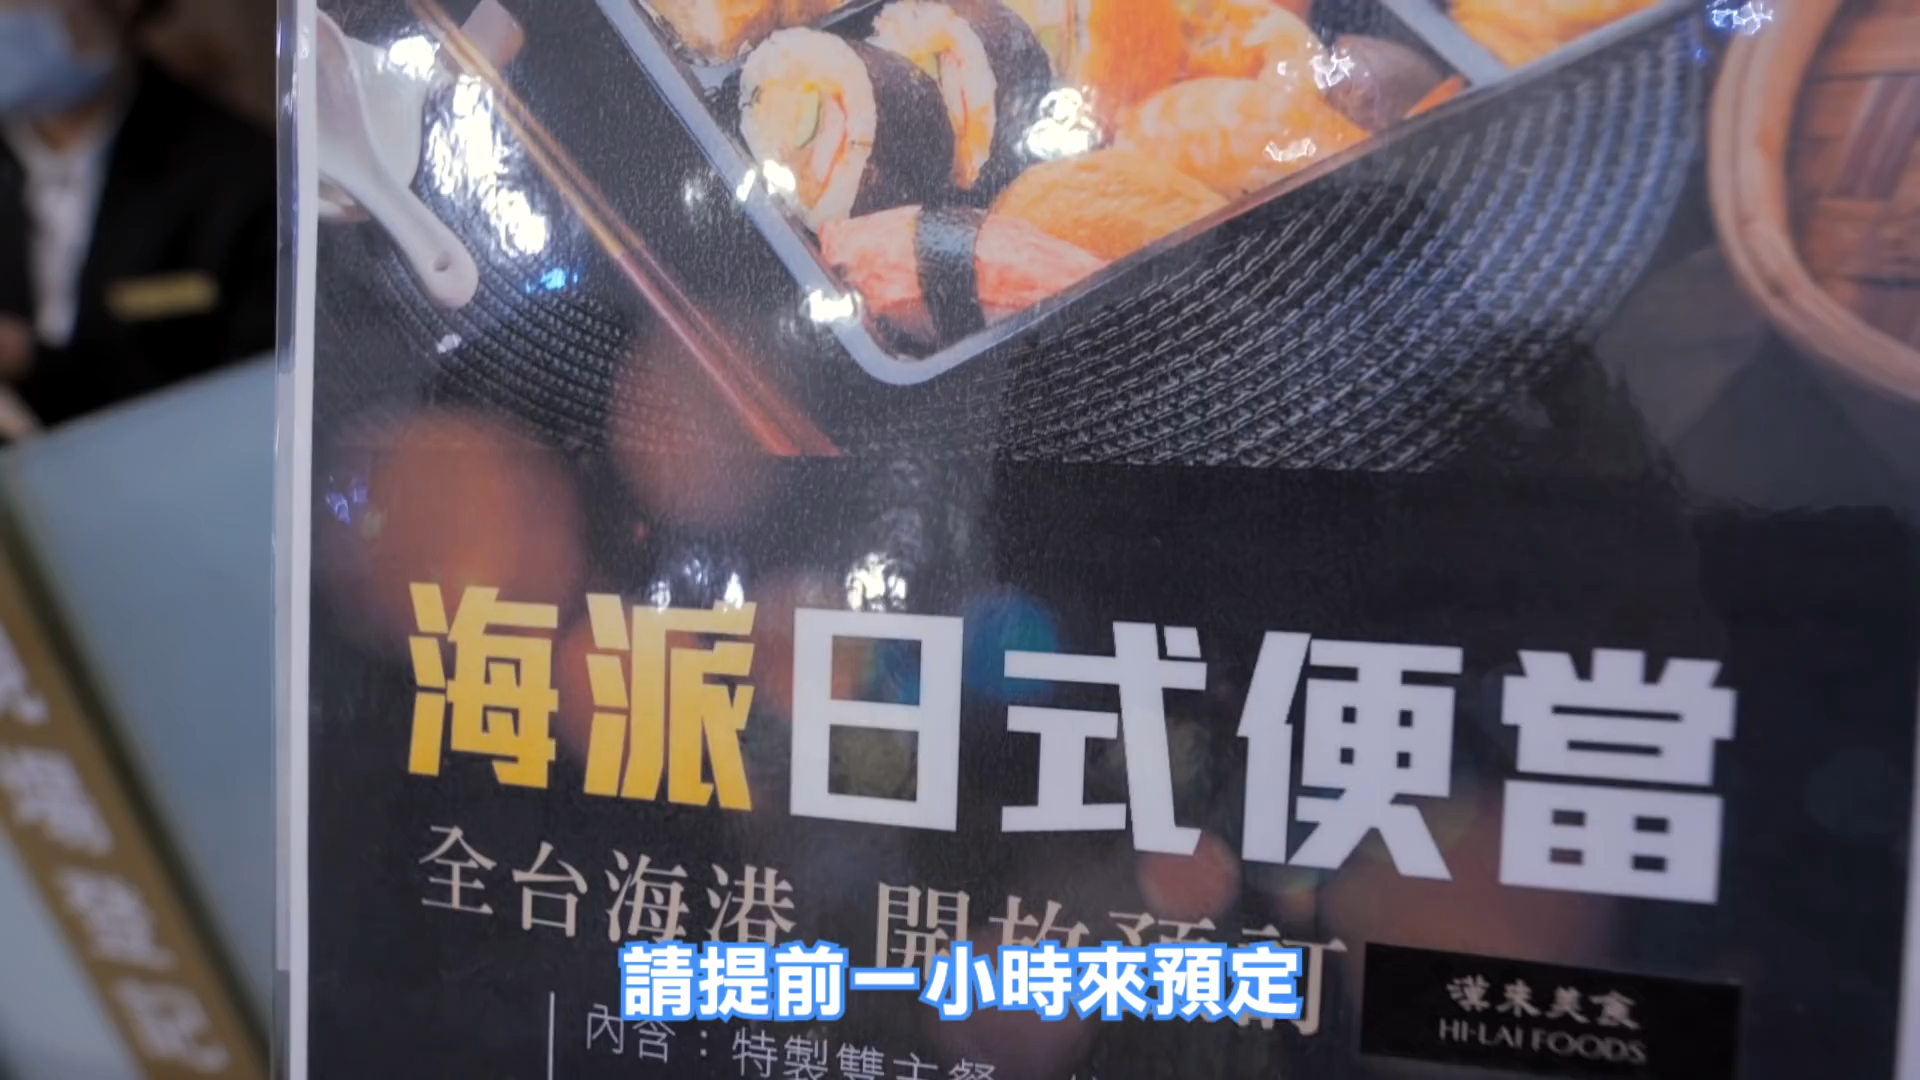 海派日式便當
全台海港 開放預訂
請提前一小時來預定
內含：特製雙主餐
漢來美食
HI-LAI FOODS